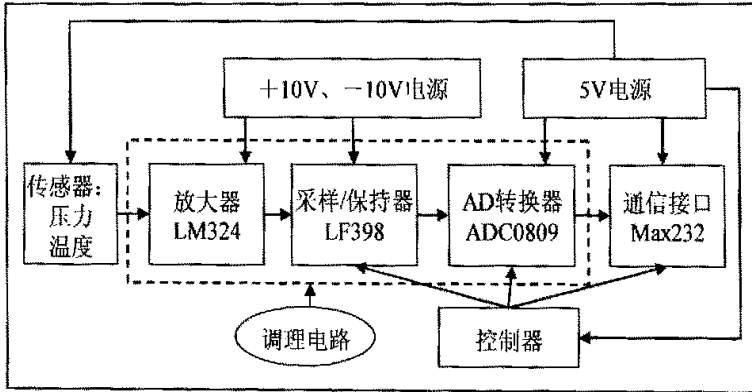 +10V、-10V电源
5V电源
传感器：
压力
温度
放大器
LM324
采样/保持器
LF398
AD转换器
ADC0809
通信接口
Max232
调理电路
控制器